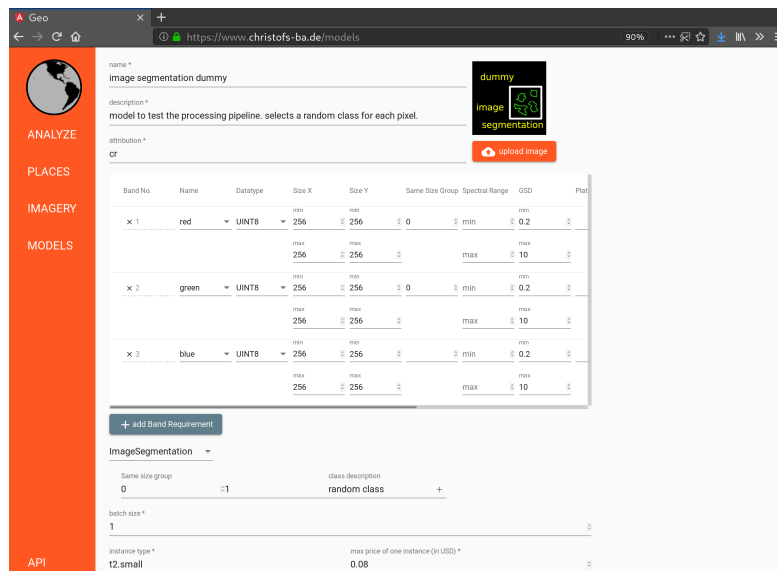 Geo
https://www.christofs-ba.de/models
90%
ANALYZE
PLACES
IMAGERY
MODELS
API
name *
image segmentation dummy
description *
model to test the processing pipeline. selects a random class for each pixel.
attribution *
cr
dummy
image
segmentation
upload image
Band No. Name Datatype Size X Size Y Same Size Group Spectral Range GSD Plat
min min min
1 red UINT8 256 256 0 min 0.2
max max max
256 256 max 10
min min min
2 green UINT8 256 256 0 min 0.2
max max max
256 256 max 10
min min min
3 blue UINT8 256 256 min 0.2
max max max
256 256 max 10
+ add Band Requirement
ImageSegmentation
Same size group class description
0 1 random class +
batch size *
1
instance type * max price of one instance (in USD) *
t2.small 0.08